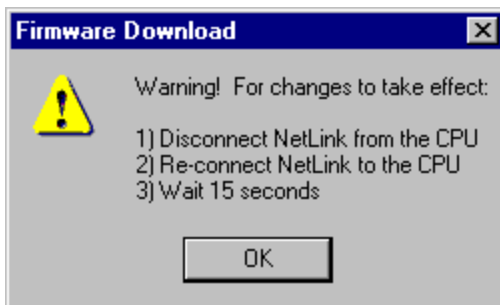 Firmware Download
Warning!  For changes to take effect:
1) Disconnect NetLink from the CPU
2) Re-connect NetLink to the CPU
3) Wait 15 seconds
OK